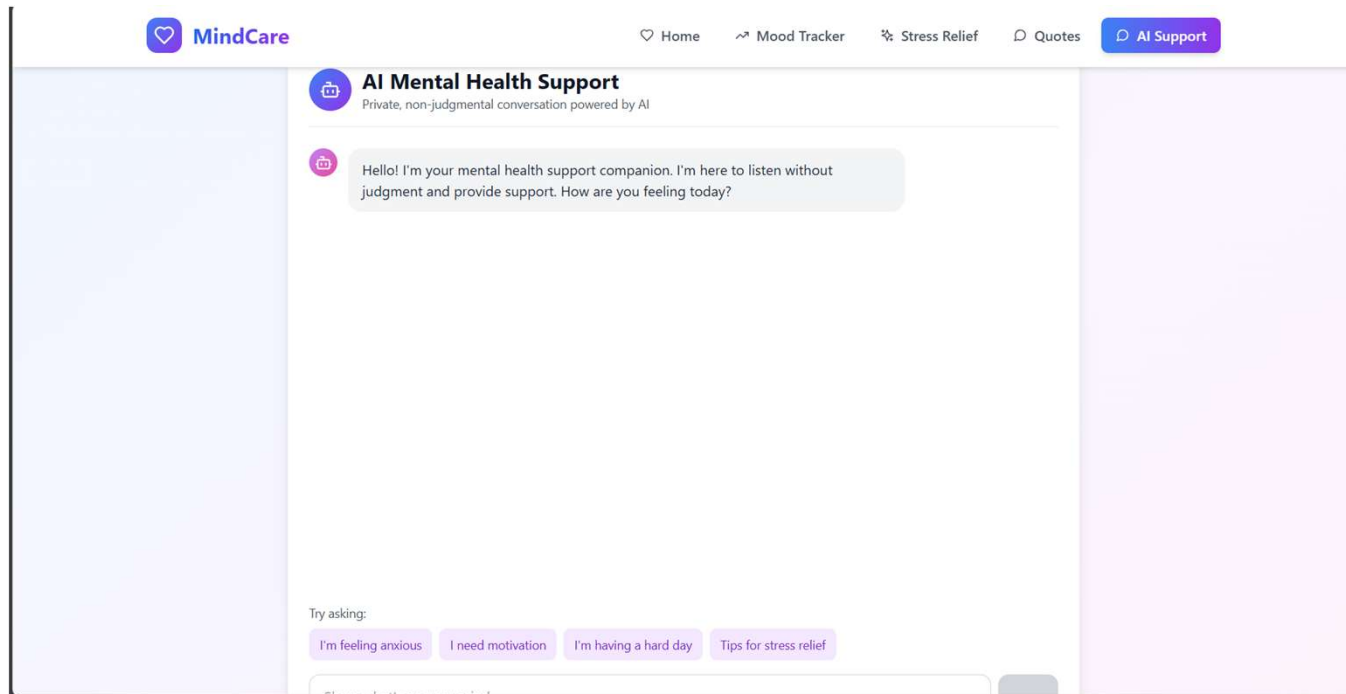 MindCare
Home
Mood Tracker
Stress Relief
Quotes
AI Support
AI Mental Health Support
Private, non-judgmental conversation powered by AI
Hello! I'm your mental health support companion. I'm here to listen without
judgment and provide support. How are you feeling today?
Try asking:
I'm feeling anxious
I need motivation
I'm having a hard day
Tips for stress relief